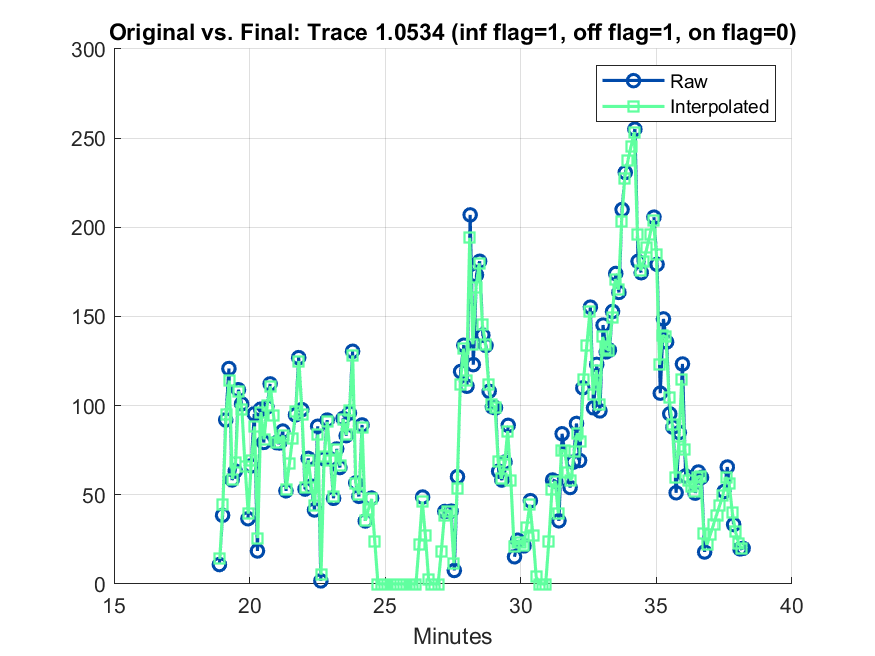 Original vs. Final: Trace 1.0534 (inf flag=1, off flag=1, on flag=0)
300
250
200
150
100
50
0
Raw
Interpolated
15 20 25 30 35 40
Minutes